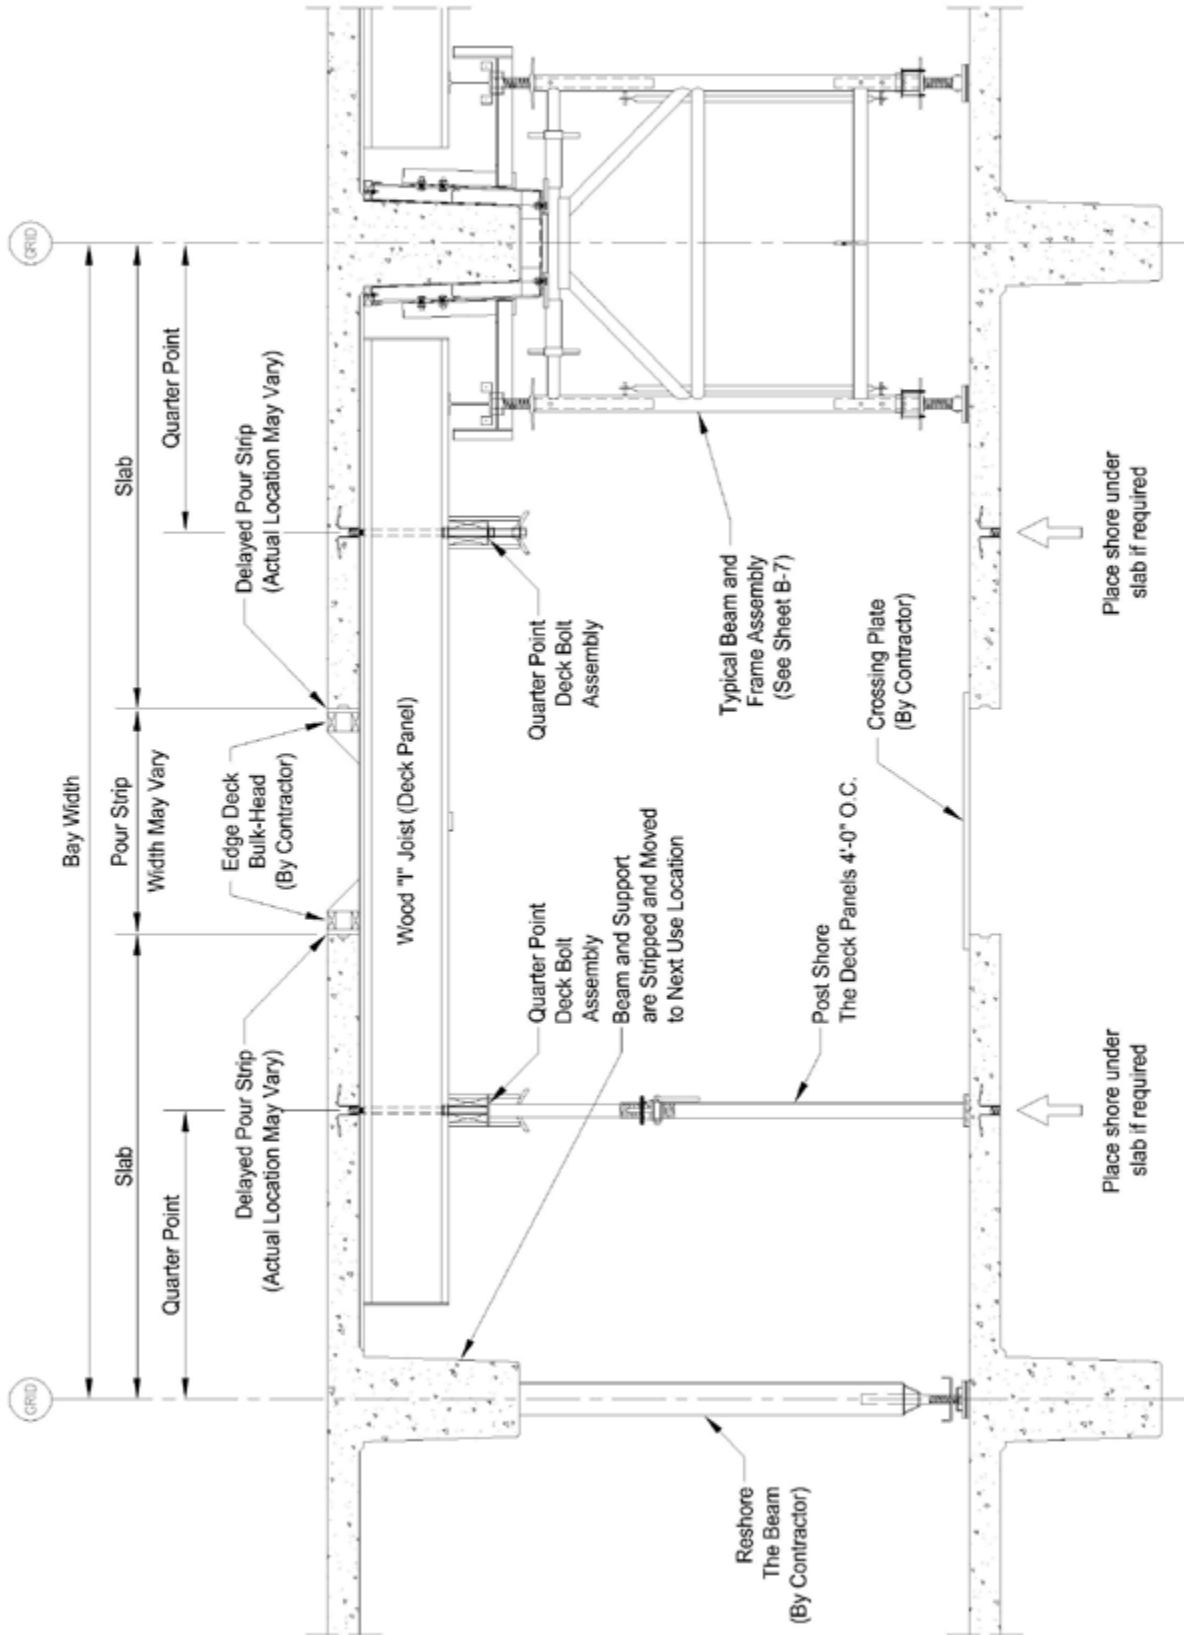 GRID
GRID
Bay Width
Slab
Pour Strip
Width May Vary
Slab
Quarter Point
Quarter Point
Delayed Pour Strip
(Actual Location May Vary)
Edge Deck
Bulk-Head
(By Contractor)
Delayed Pour Strip
(Actual Location May Vary)
Wood "I" Joist (Deck Panel)
Quarter Point
Deck Bolt
Assembly
Beam and Support
are Stripped and Moved
to Next Use Location
Quarter Point
Deck Bolt
Assembly
Reshore
The Beam
(By Contractor)
Post Shore
The Deck Panels 4'-0" O.C.
Typical Beam and
Frame Assembly
(See Sheet B-7)
Crossing Plate
(By Contractor)
Place shore under
slab if required
Place shore under
slab if required